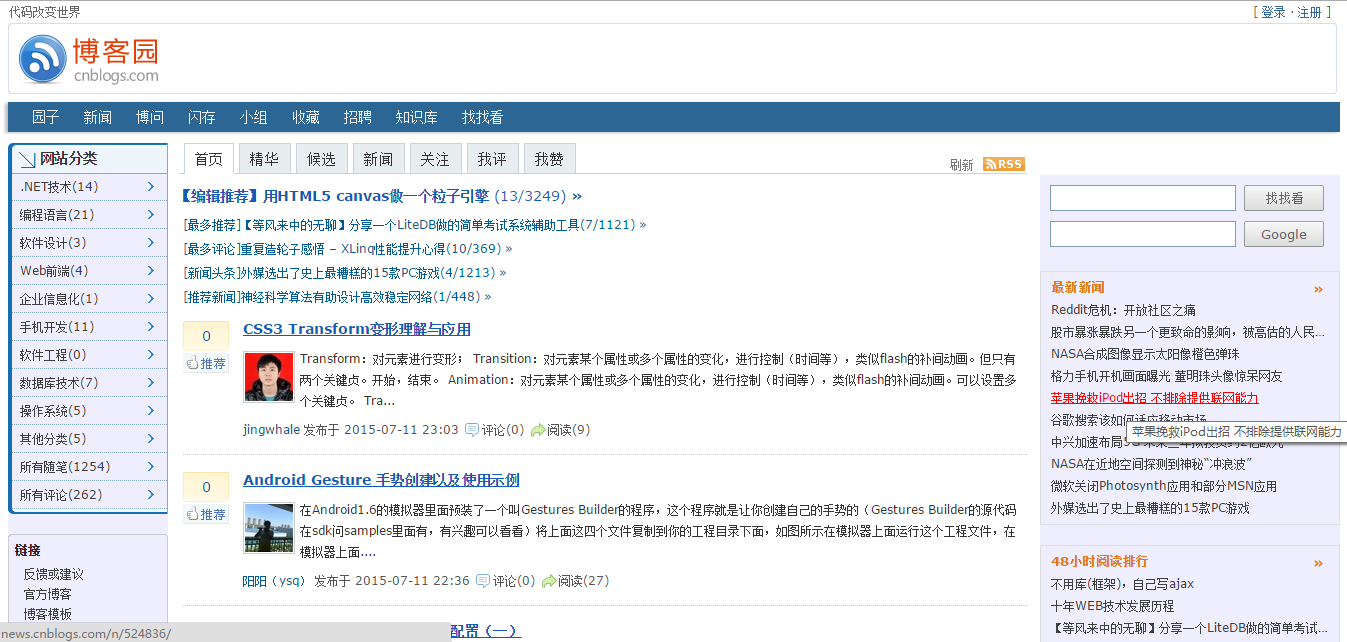 代码改变世界
[ 登录 · 注册 ]
博客园
cnblogs.com
园子 新闻 博问 闪存 小组 收藏 招聘 知识库 找找看
网站分类
.NET技术(14)
编程语言(21)
软件设计(3)
Web前端(4)
企业信息化(1)
手机开发(11)
软件工程(0)
数据库技术(7)
操作系统(5)
其他分类(5)
所有随笔(1254)
所有评论(262)
链接
反馈或建议
官方博客
博客模板
news.cnblogs.com/n/524836/
首页 精华 候选 新闻 关注 我评 我赞
刷新 RSS
【编辑推荐】用HTML5 canvas做一个粒子引擎 (13/3249) »
[最多推荐]【等风来中的无聊】分享一个LiteDB做的简单考试系统辅助工具(7/1121) »
[最多评论]重复造轮子感悟 – XLinq性能提升心得(10/369) »
[新闻头条]外媒选出了史上最糟糕的15款PC游戏(4/1213) »
[推荐新闻]神经科学算法有助设计高效稳定网络(1/448) »
0
推荐
CSS3 Transform变形理解与应用
Transform：对元素进行变形； Transition：对元素某个属性或多个属性的变化，进行控制（时间等），类似flash的补间动画。但只有
两个关键贞。开始，结束。 Animation：对元素某个属性或多个属性的变化，进行控制（时间等），类似flash的补间动画。可以设置多
个关键贞。 Tra...
jingwhale 发布于 2015-07-11 23:03 评论(0) 阅读(9)
0
推荐
Android Gesture 手势创建以及使用示例
在Android1.6的模拟器里面预装了一个叫Gestures Builder的程序，这个程序就是让你创建自己的手势的（Gestures Builder的源代码
在sdk问samples里面有，有兴趣可以看看）将上面这四个文件复制到你的工程目录下面，如图所示在模拟器上面运行这个工程文件，在
模拟器上面....
阳阳（ysq） 发布于 2015-07-11 22:36 评论(0) 阅读(27)
配置（一）
找找看
Google
最新新闻 »
Reddit危机：开放社区之痛
股市暴涨暴跌另一个更致命的影响，被高估的人民...
NASA合成图像显示太阳像橙色弹珠
格力手机开机画面曝光 董明珠头像惊呆网友
苹果挽救iPod出招 不排除提供联网能力
谷歌搜索该如何适应移动市场
苹果挽救iPod出招 不排除提供联网能力
中兴加速布局5G
NASA在近地空间探测到神秘“冲浪波”
微软关闭Photosynth应用和部分MSN应用
外媒选出了史上最糟糕的15款PC游戏
48小时阅读排行 »
不用库(框架)，自己写ajax
十年WEB技术发展历程
【等风来中的无聊】分享一个LiteDB做的简单考试...